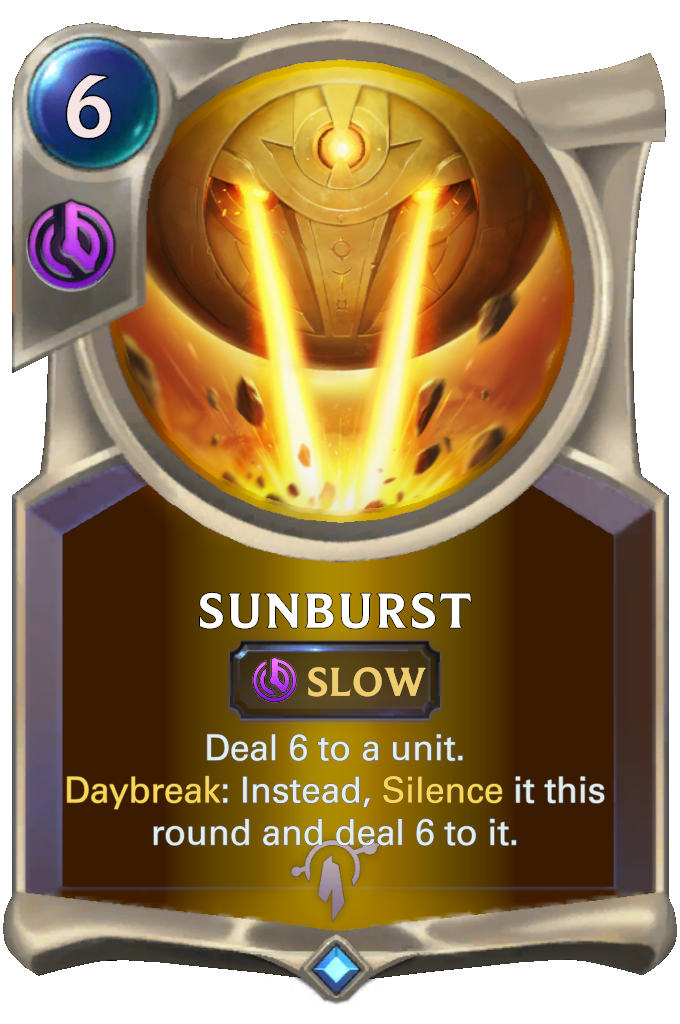 6
SUNBURST
SLOW
Deal 6 to a unit.
Daybreak: Instead, Silence it this
round and deal 6 to it.